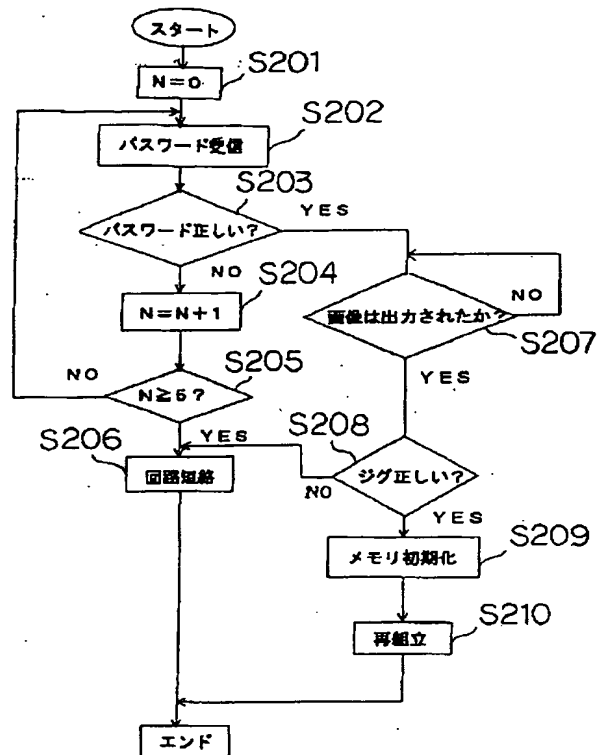 スタート
N=0
S201
S202
パスワード受信
S203
パスワード正しい?
YES
NO
S204
N=N+1
画像は出力されたか?
NO
S207
YES
S205
NO
N≧5?
YES
S206
回路短絡
S208
ジグ正しい?
NO
YES
S209
メモリ初期化
S210
再組立
エンド